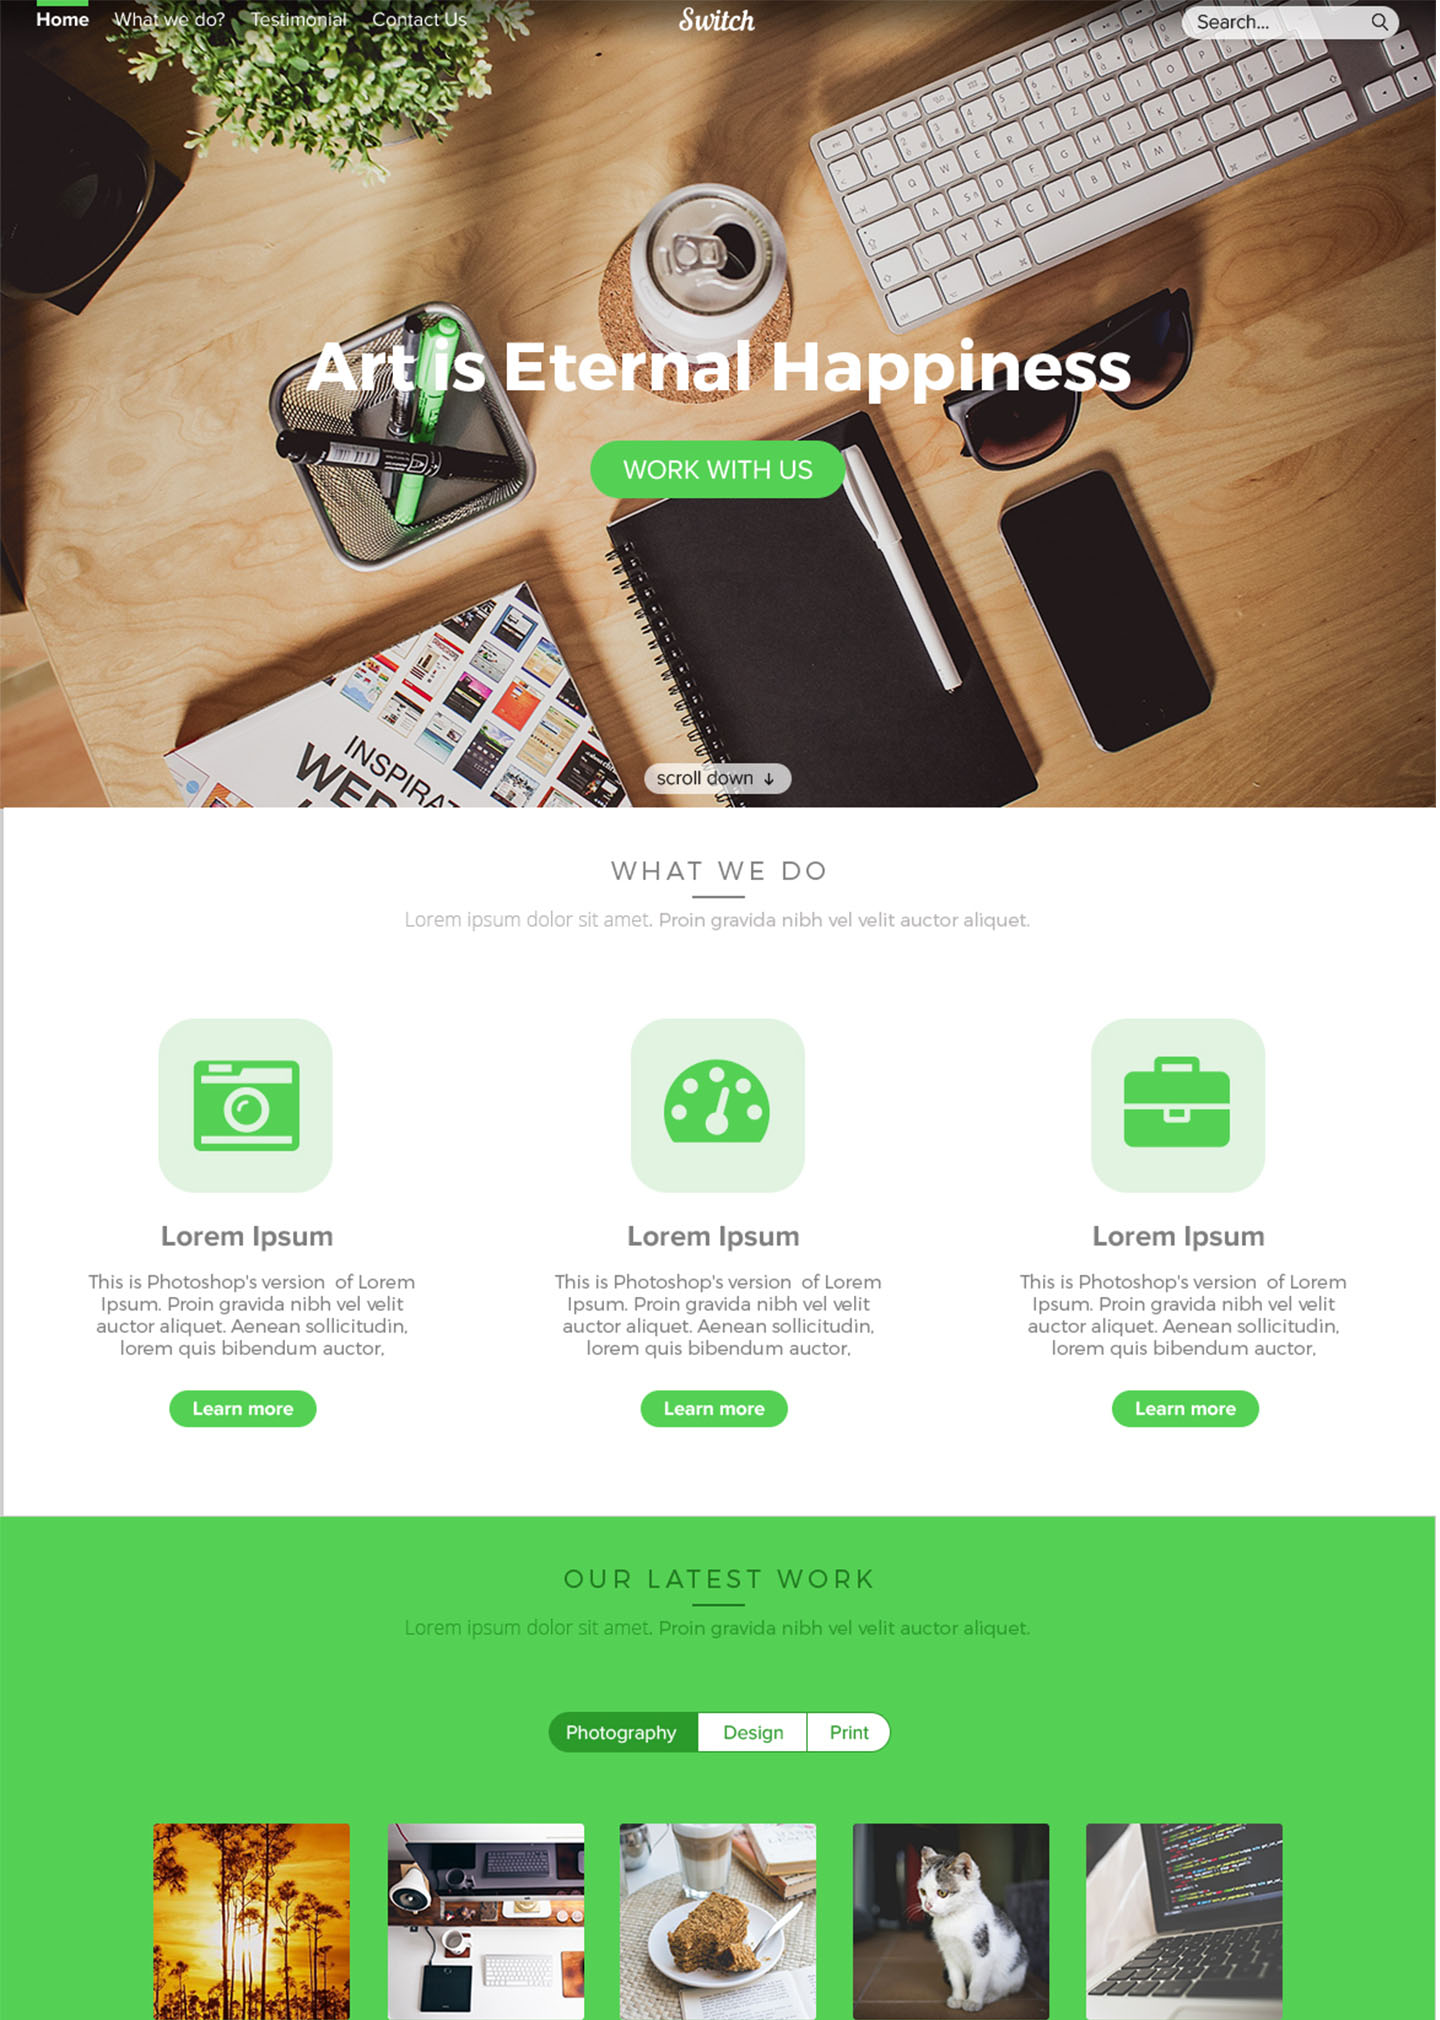 Home What we do? Testimonial Contact Us Switch Search...
Art is Eternal Happiness
WORK WITH US
INSPIRAT
WEB
scroll down ↓
WHAT WE DO
Lorem ipsum dolor sit amet. Proin gravida nibh vel velit auctor aliquet.
Lorem Ipsum
This is Photoshop's version  of Lorem
Ipsum. Proin gravida nibh vel velit
auctor aliquet. Aenean sollicitudin,
lorem quis bibendum auctor,
Learn more
Lorem Ipsum
This is Photoshop's version  of Lorem
Ipsum. Proin gravida nibh vel velit
auctor aliquet. Aenean sollicitudin,
lorem quis bibendum auctor,
Learn more
Lorem Ipsum
This is Photoshop's version  of Lorem
Ipsum. Proin gravida nibh vel velit
auctor aliquet. Aenean sollicitudin,
lorem quis bibendum auctor,
Learn more
OUR LATEST WORK
Lorem ipsum dolor sit amet. Proin gravida nibh vel velit auctor aliquet.
Photography Design Print